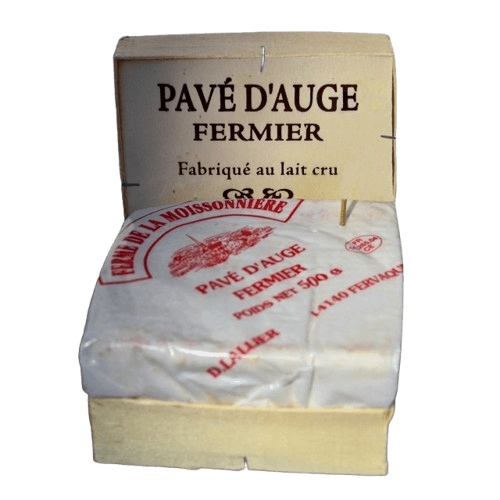 PAVÉ D'AUGE
FERMIER
Fabriqué au lait cru
FERME DE LA MOISSONNIÈRE
PAVÉ D'AUGE
FERMIER
POIDS NET 500 G
14140 FERVAQU
D. LALLIER